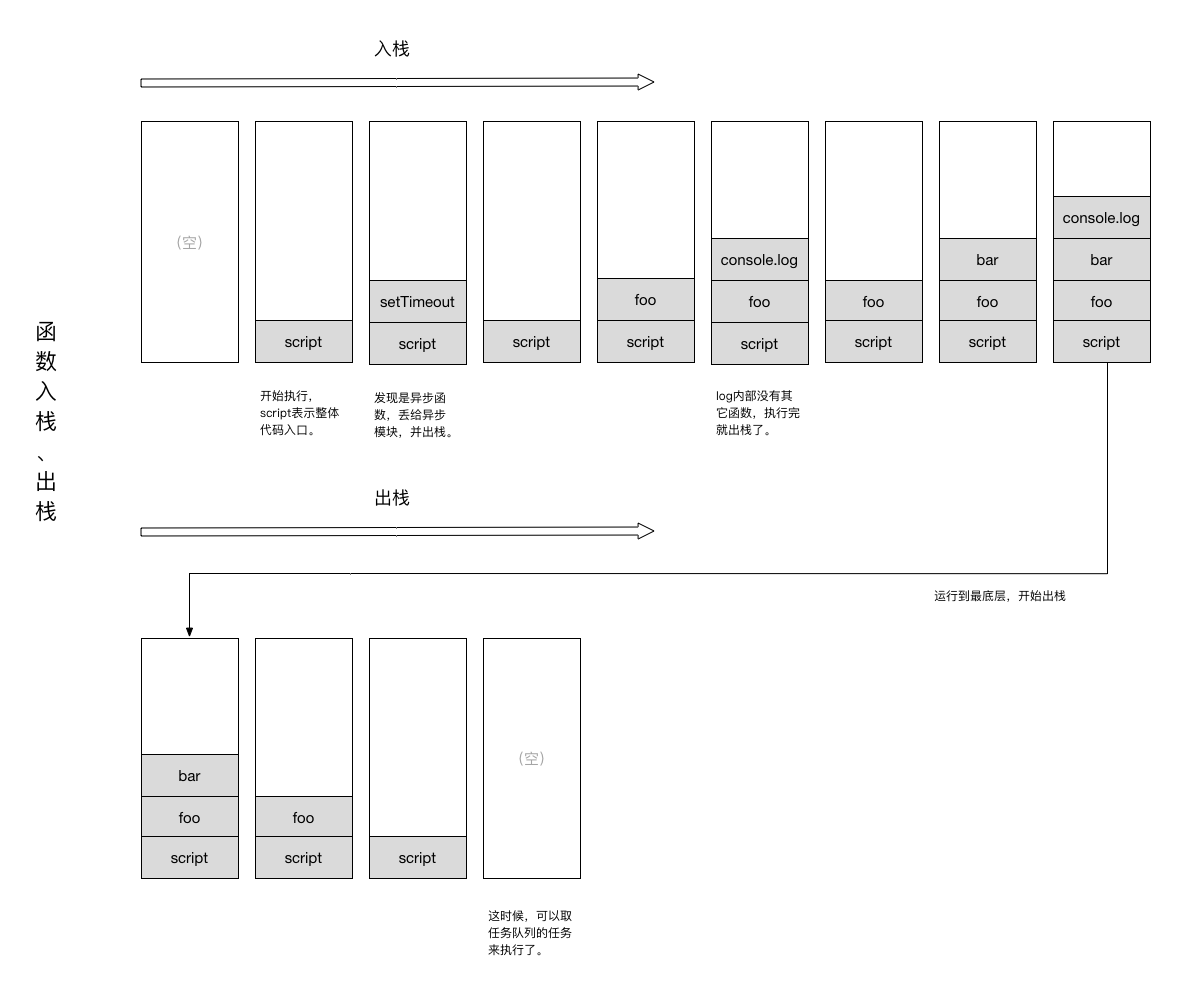 函数入栈、出栈
入栈
(空)
script
setTimeout
script
script
foo
script
console.log
foo
script
foo
script
bar
foo
script
console.log
bar
foo
script
开始执行，
script表示整体
代码入口。
发现是异步函
数，丢给异步
模块，并出栈。
log内部没有其
它函数，执行完
就出栈了。
出栈
运行到最底层，开始出栈
bar
foo
script
foo
script
script
(空)
这时候，可以取
任务队列的任务
来执行了。